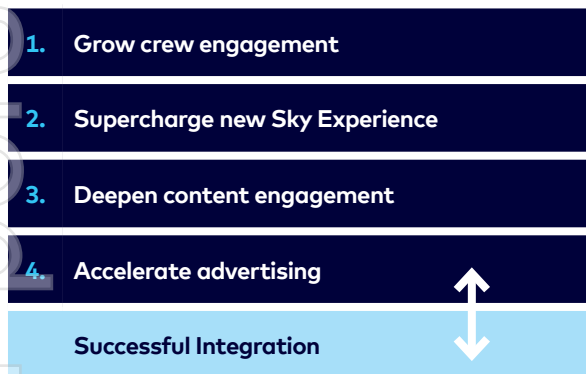 1. Grow crew engagement
2. Supercharge new Sky Experience
3. Deepen content engagement
4. Accelerate advertising
Successful Integration